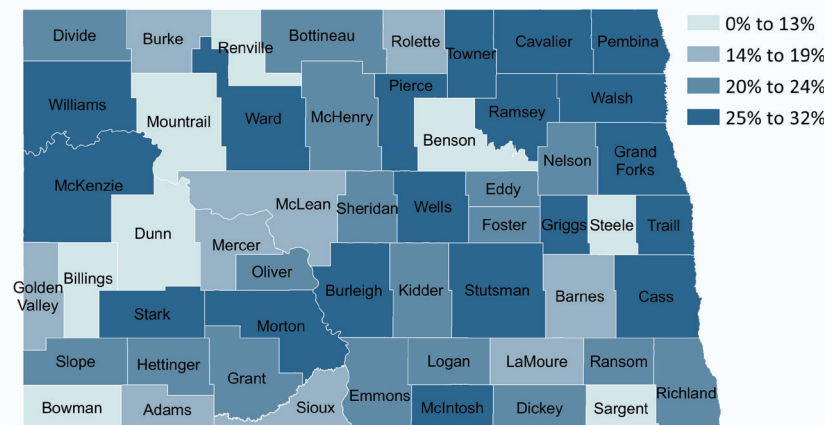 Divide
Burke
Renville
Bottineau
Rolette
Towner
Cavalier
Pembina
0% to 13%
14% to 19%
20% to 24%
25% to 32%
Williams
Mountrail
Ward
McHenry
Pierce
Benson
Ramsey
Walsh
Nelson
Grand
Forks
McKenzie
Dunn
McLean
Mercer
Oliver
Sheridan
Wells
Eddy
Foster
Griggs
Steele
Traill
Golden
Valley
Billings
Stark
Morton
Burleigh
Kidder
Stutsman
Barnes
Cass
Slope
Hettinger
Grant
Emmons
Logan
LaMoure
Ransom
Richland
Bowman
Adams
Sioux
McIntosh
Dickey
Sargent